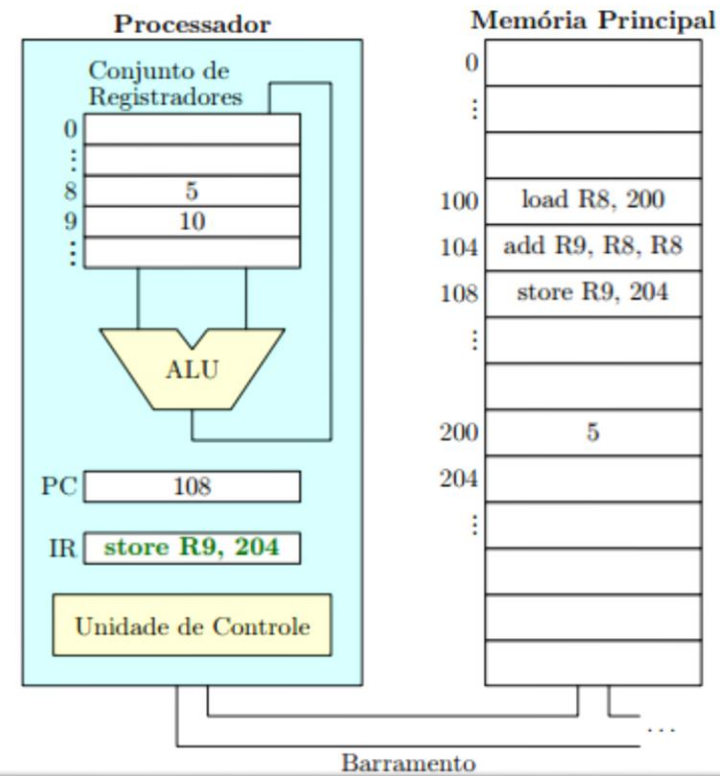 Processador
Conjunto de
Registradores
0
⋮
8 5
9 10
⋮
ALU
PC 108
IR store R9, 204
Unidade de Controle
Memória Principal
0
⋮
100 load R8, 200
104 add R9, R8, R8
108 store R9, 204
⋮
200 5
204
⋮
...
Barramento